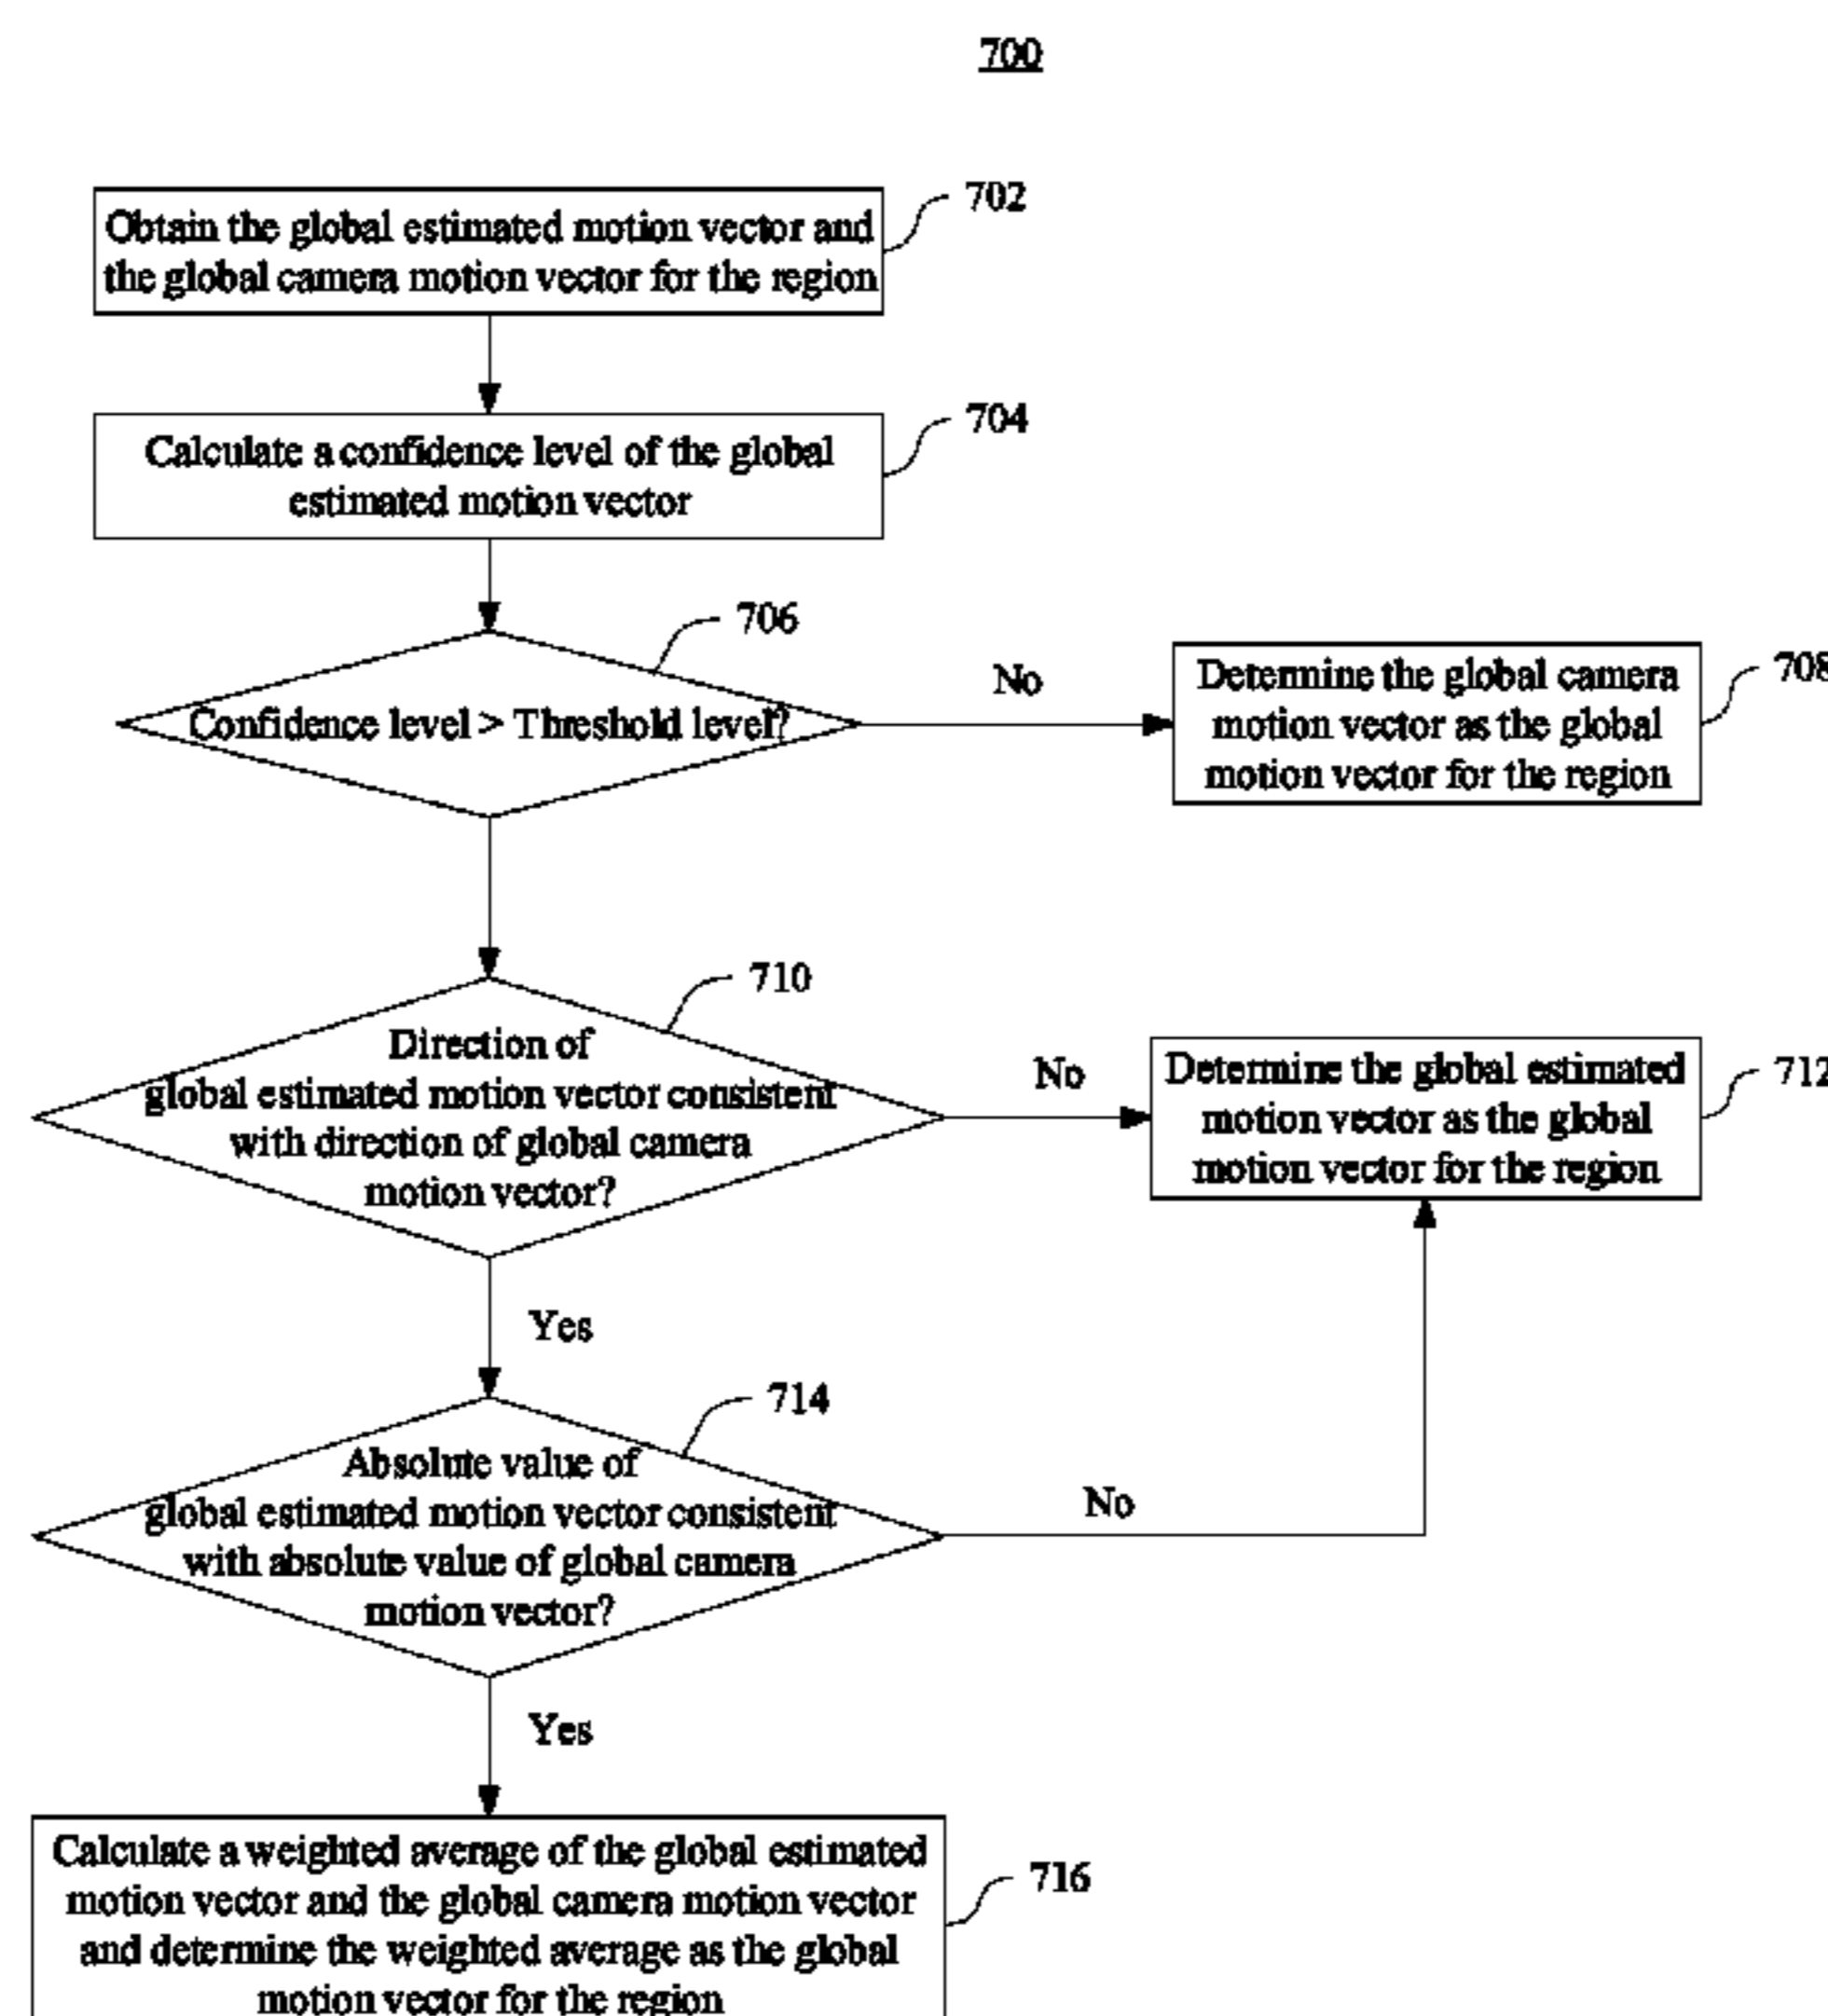 700
702
Obtain the global estimated motion vector and
the global camera motion vector for the region
704
Calculate a confidence level of the global
estimated motion vector
706
Confidence level > Threshold level?
No
Determine the global camera
motion vector as the global
motion vector for the region
708
710
Direction of
global estimated motion vector consistent
with direction of global camera
motion vector?
No
Determine the global estimated
motion vector as the global
motion vector for the region
712
Yes
714
Absolute value of
global estimated motion vector consistent
with absolute value of global camera
motion vector?
No
Yes
Calculate a weighted average of the global estimated
motion vector and the global camera motion vector
and determine the weighted average as the global
motion vector for the region
716